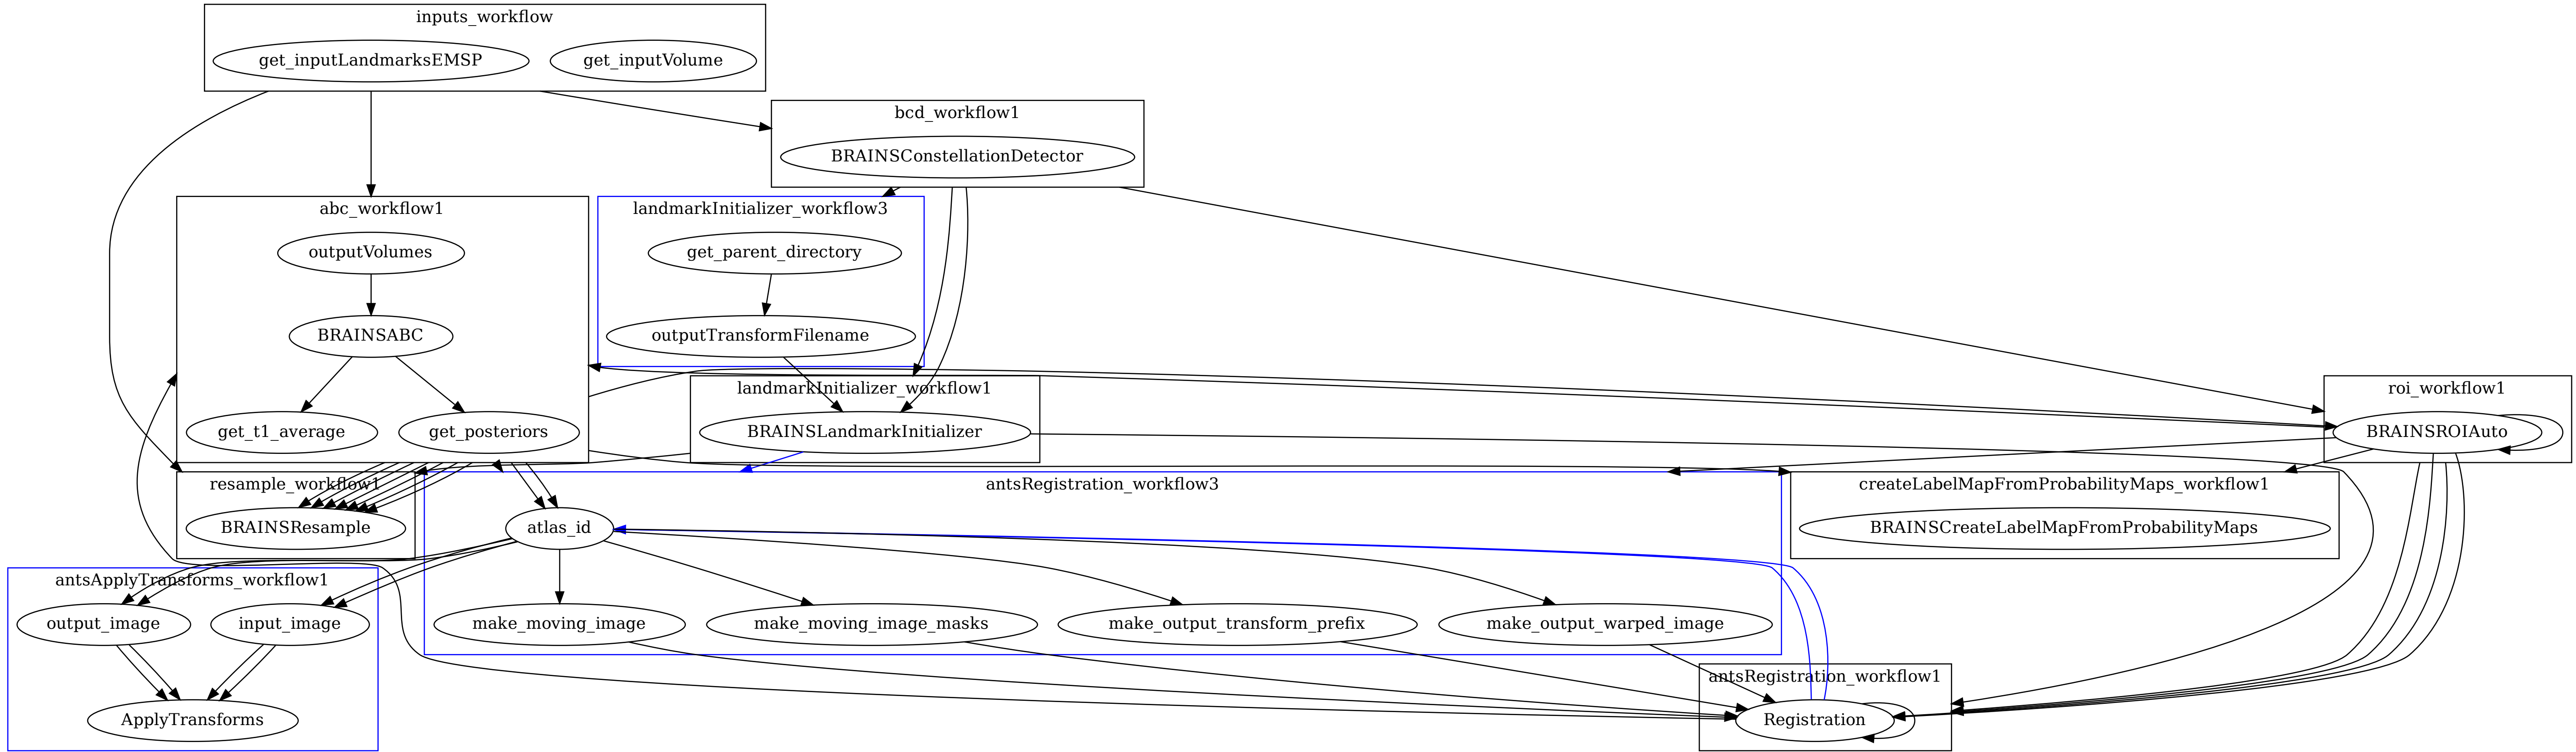 inputs_workflow
get_inputLandmarksEMSP
get_inputVolume
bcd_workflow1
BRAINSConstellationDetector
abc_workflow1
outputVolumes
BRAINSABC
get_t1_average
get_posteriors
landmarkInitializer_workflow3
get_parent_directory
outputTransformFilename
landmarkInitializer_workflow1
BRAINSLandmarkInitializer
roi_workflow1
BRAINSROIAuto
resample_workflow1
BRAINSResample
antsRegistration_workflow3
atlas_id
make_moving_image
make_moving_image_masks
make_output_transform_prefix
make_output_warped_image
createLabelMapFromProbabilityMaps_workflow1
BRAINSCreateLabelMapFromProbabilityMaps
antsApplyTransforms_workflow1
output_image
input_image
ApplyTransforms
antsRegistration_workflow1
Registration